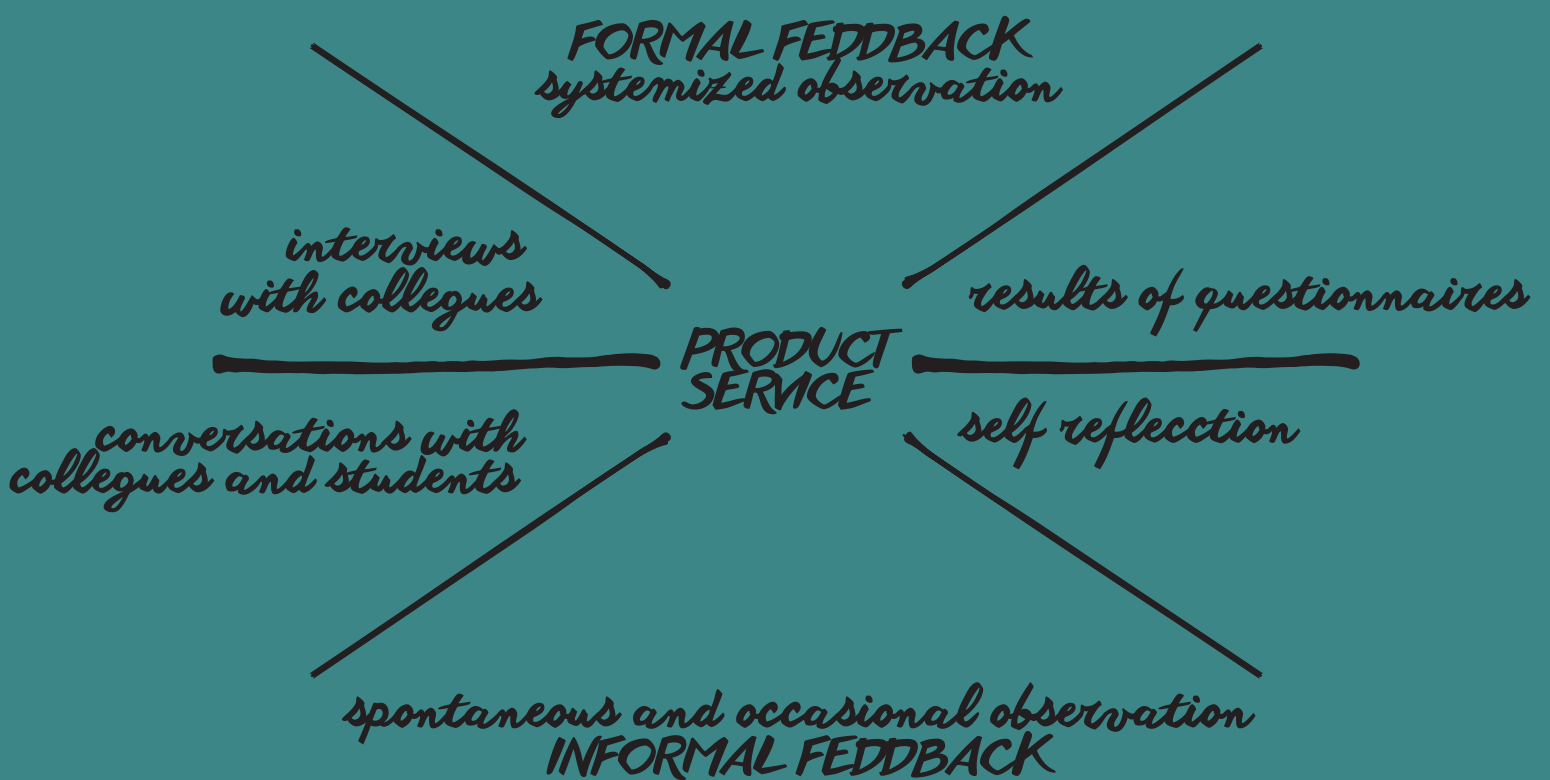 FORMAL FEDDBACK
systemized observation
interviews
with collegues
results of questionnaires
PRODUCT
SERVICE
conversations with
collegues and students
self reflecction
spontaneous and occasional observation
INFORMAL FEDDBACK